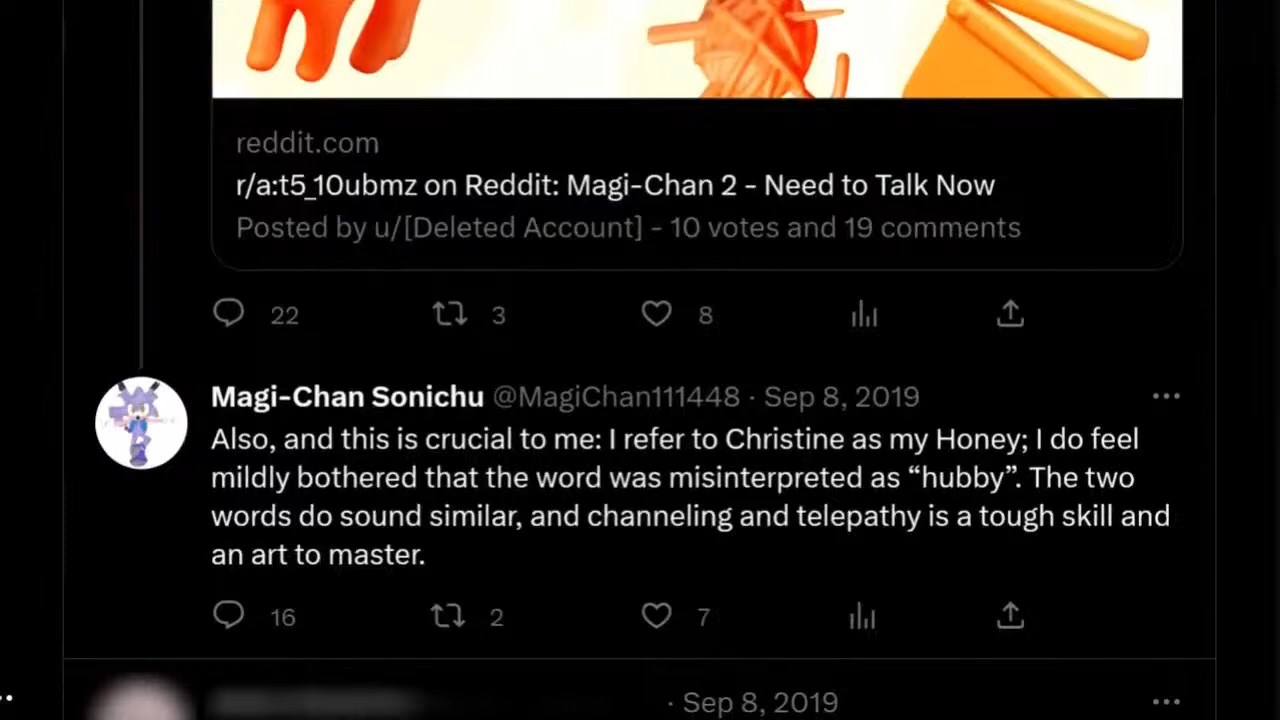 reddit.com
r/a:t5_10ubmz on Reddit: Magi-Chan 2 - Need to Talk Now
Posted by u/[Deleted Account] - 10 votes and 19 comments
22 3 8
Magi-Chan Sonichu @MagiChan111448 · Sep 8, 2019
Also, and this is crucial to me: I refer to Christine as my Honey; I do feel
mildly bothered that the word was misinterpreted as “hubby”. The two
words do sound similar, and channeling and telepathy is a tough skill and
an art to master.
16 2 7
· Sep 8, 2019